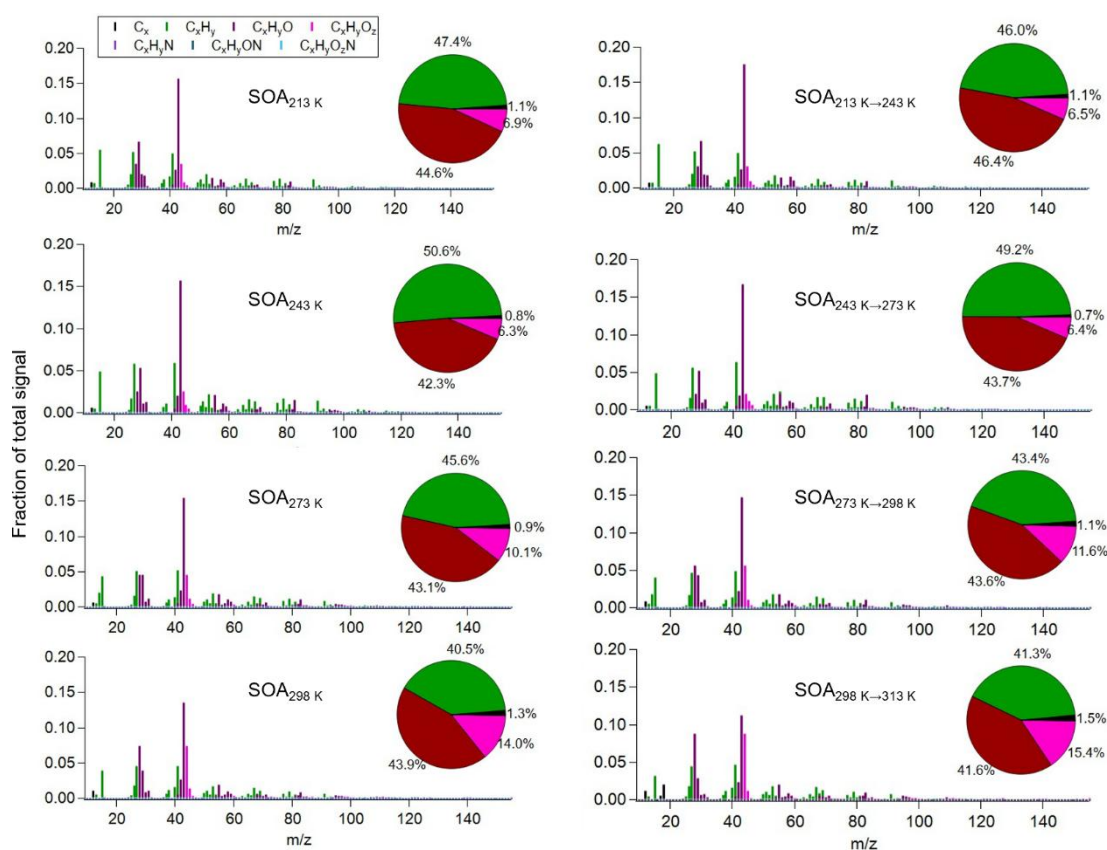 Cₓ CₓHᵧ CₓHᵧO CₓHᵧO_z
CₓHᵧN CₓHᵧON CₓHᵧO_zN
Fraction of total signal
0.20
0.15
0.10
0.05
0.00
SOA₂₁₃ K
47.4%
1.1%
6.9%
44.6%
20 40 60 80 100 120 140
m/z
0.20
0.15
0.10
0.05
0.00
SOA₂₁₃ K→₂₄₃ K
46.0%
1.1%
6.5%
46.4%
20 40 60 80 100 120 140
m/z
0.20
0.15
0.10
0.05
0.00
SOA₂₄₃ K
50.6%
0.8%
6.3%
42.3%
20 40 60 80 100 120 140
m/z
0.20
0.15
0.10
0.05
0.00
SOA₂₄₃ K→₂₇₃ K
49.2%
0.7%
6.4%
43.7%
20 40 60 80 100 120 140
m/z
0.20
0.15
0.10
0.05
0.00
SOA₂₇₃ K
45.6%
0.9%
10.1%
43.1%
20 40 60 80 100 120 140
m/z
0.20
0.15
0.10
0.05
0.00
SOA₂₇₃ K→₂₉₈ K
43.4%
1.1%
11.6%
43.6%
20 40 60 80 100 120 140
m/z
0.20
0.15
0.10
0.05
0.00
SOA₂₉₈ K
40.5%
1.3%
14.0%
43.9%
20 40 60 80 100 120 140
m/z
0.20
0.15
0.10
0.05
0.00
SOA₂₉₈ K→₃₁₃ K
41.3%
1.5%
15.4%
41.6%
20 40 60 80 100 120 140
m/z